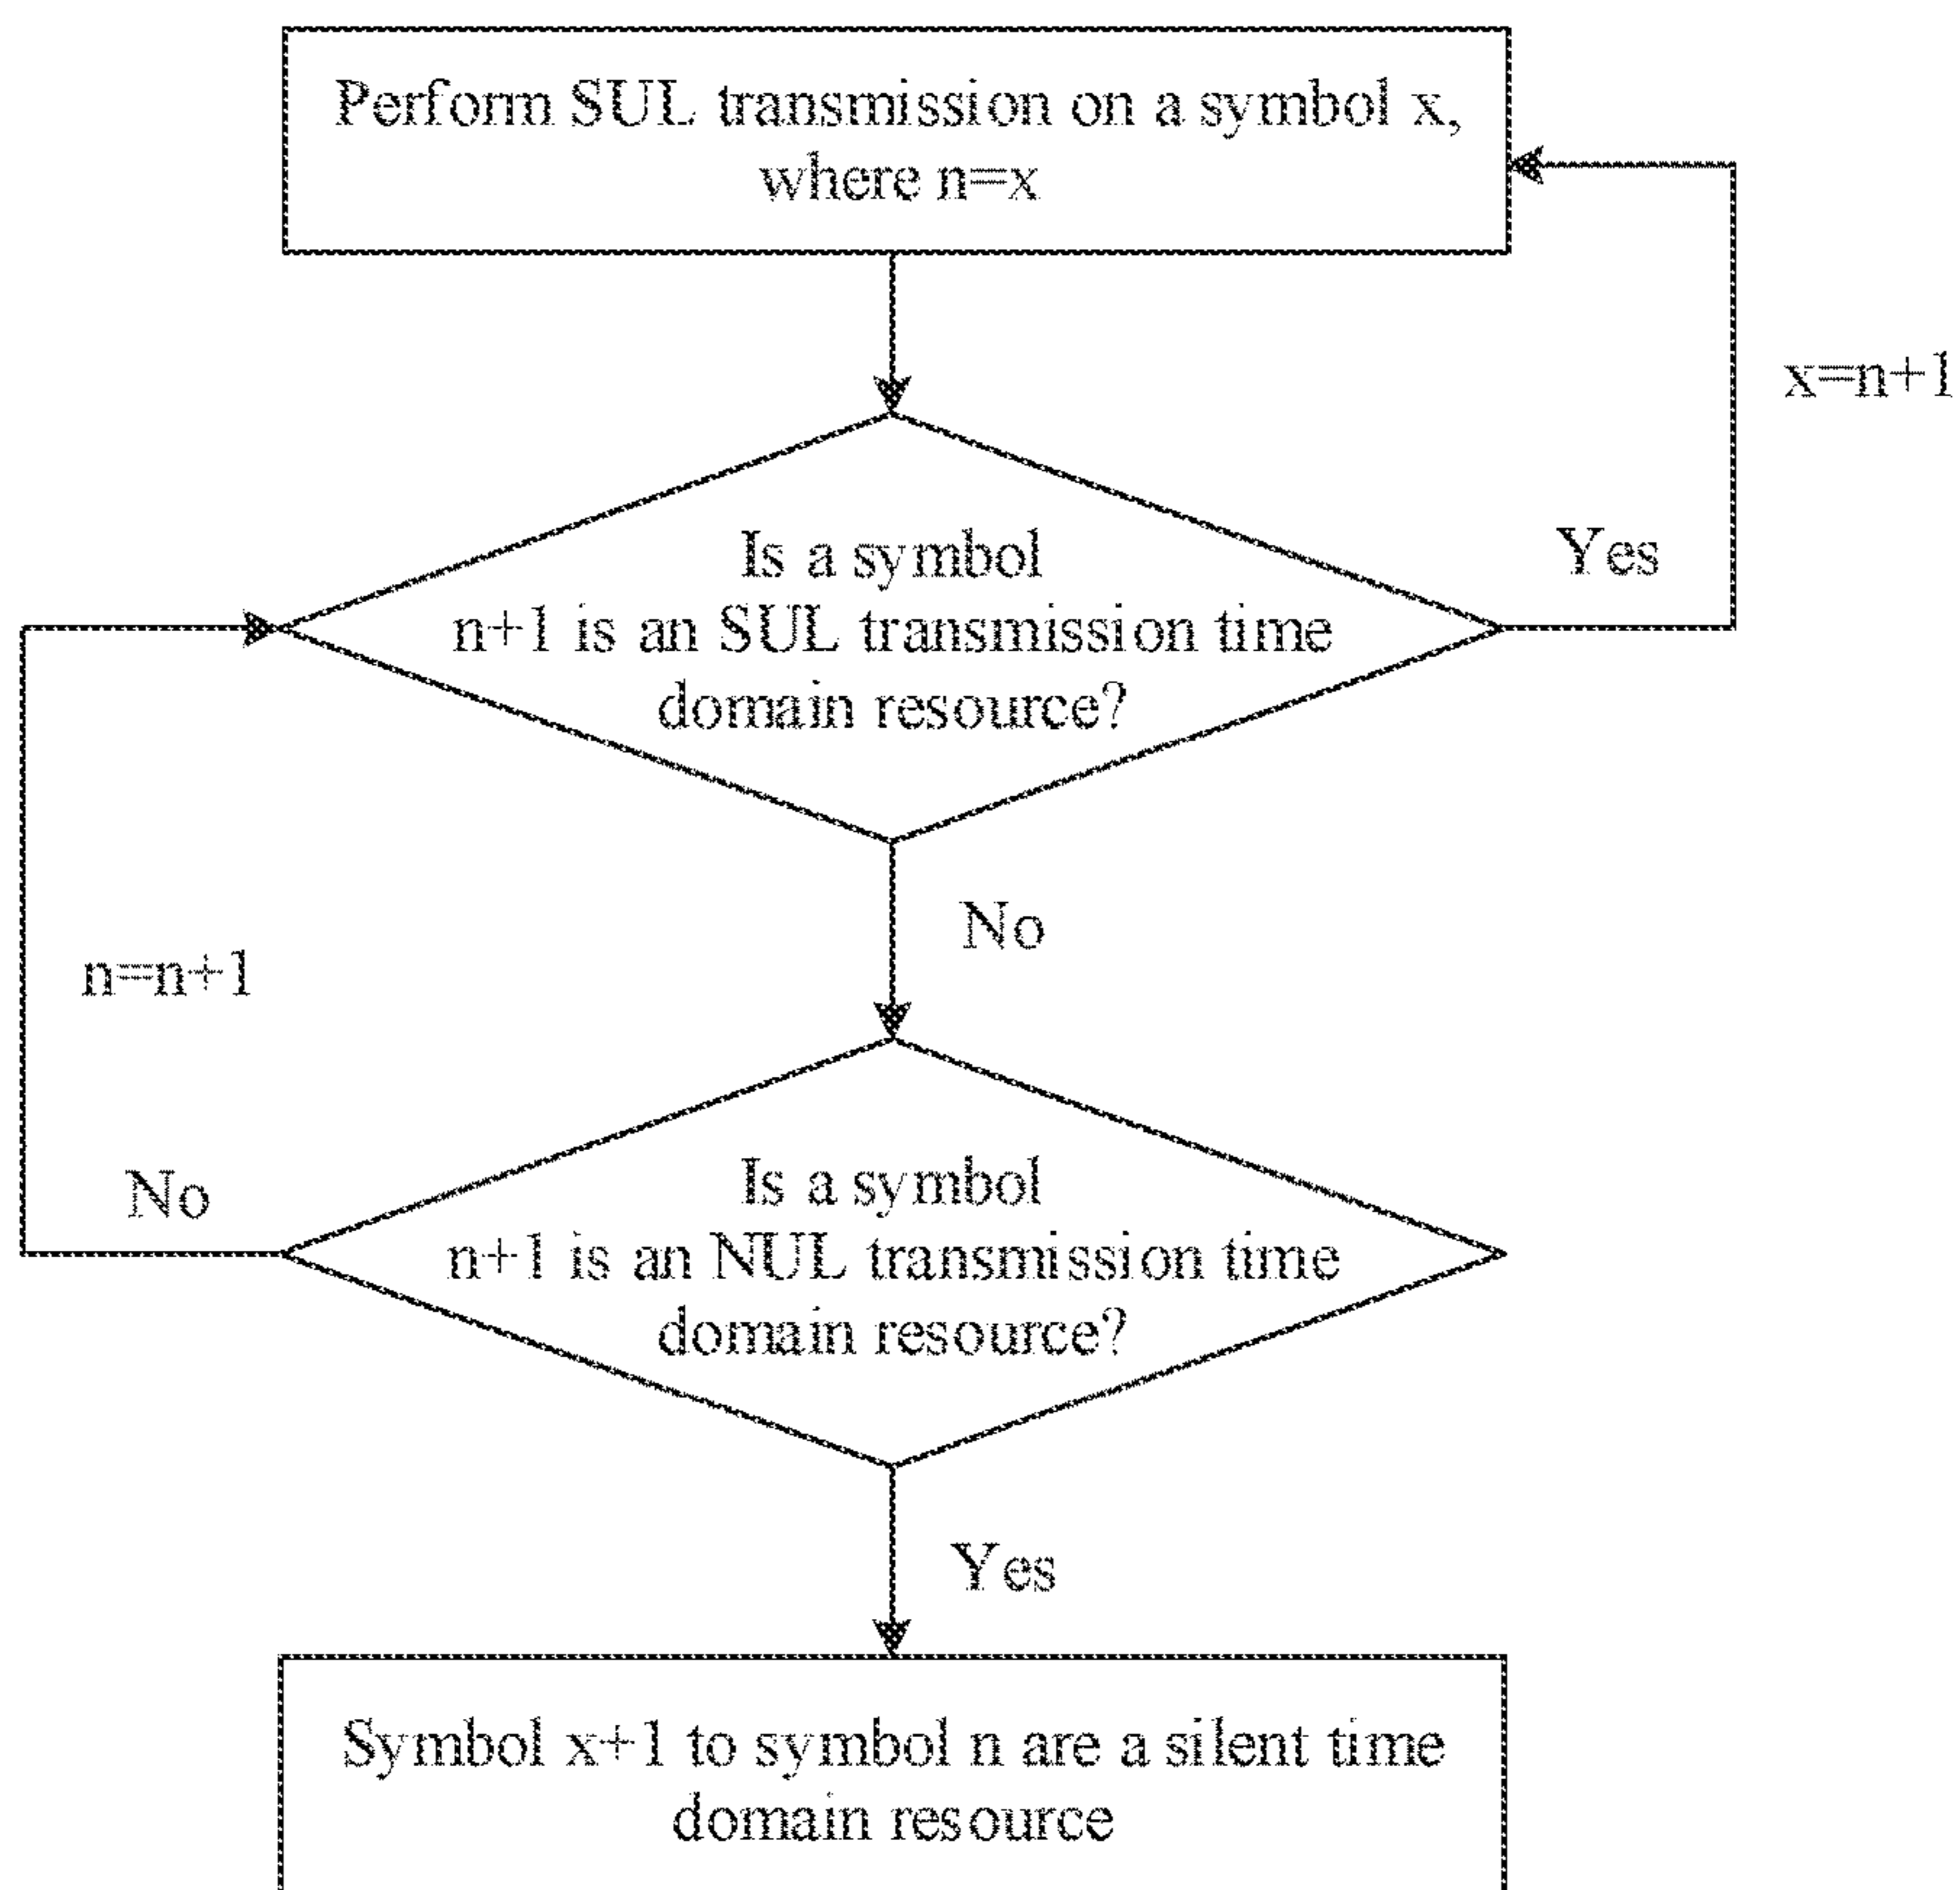 Perform SUL transmission on a symbol x,
where n=x
x=n+1
Is a symbol
n+1 is an SUL transmission time
domain resource?
Yes
No
n=n+1
Is a symbol
n+1 is an NUL transmission time
domain resource?
No
Yes
Symbol x+1 to symbol n are a silent time
domain resource